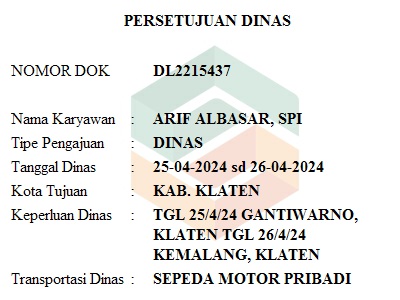 PERSETUJUAN DINAS
NOMOR DOK DL2215437
Nama Karyawan : ARIF ALBASAR, SPI
Tipe Pengajuan : DINAS
Tanggal Dinas : 25-04-2024 sd 26-04-2024
Kota Tujuan : KAB. KLATEN
Keperluan Dinas : TGL 25/4/24 GANTIWARNO,
KLATEN TGL 26/4/24
KEMALANG, KLATEN
Transportasi Dinas : SEPEDA MOTOR PRIBADI